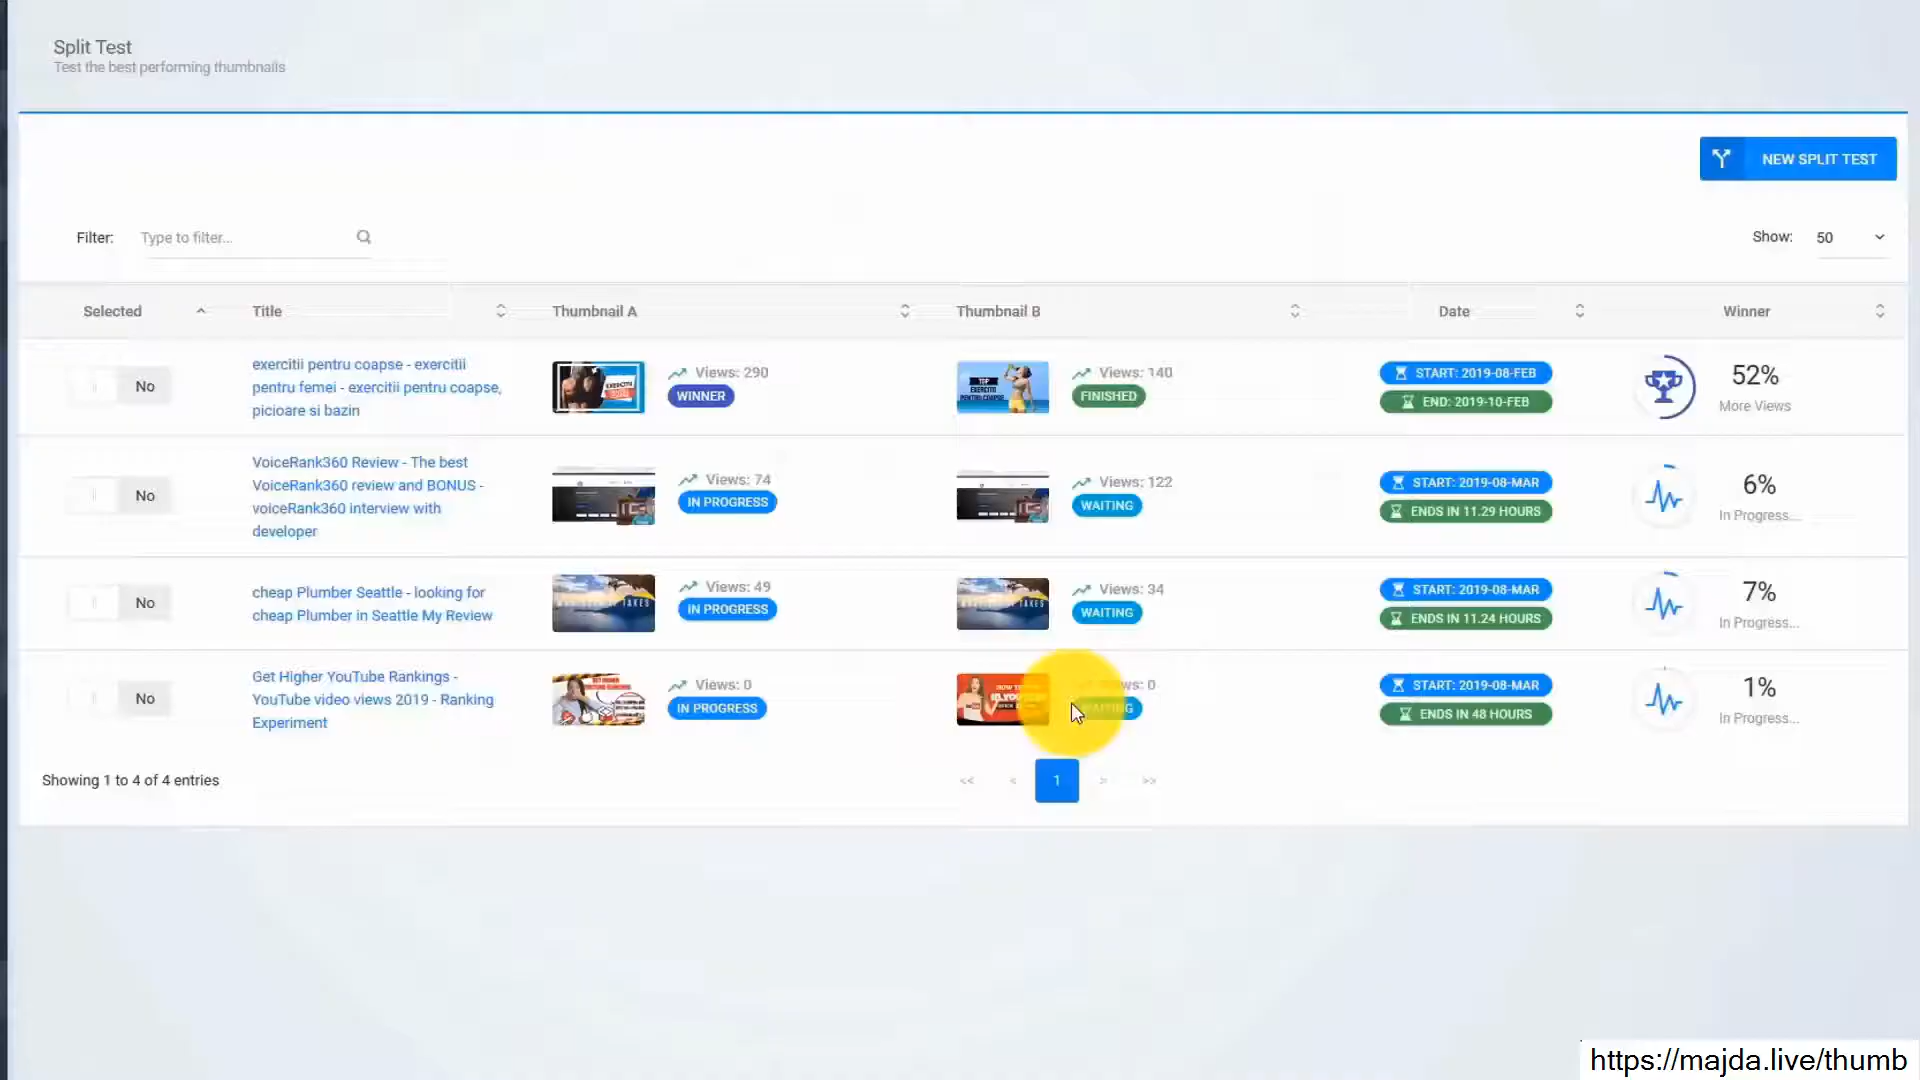 Split Test
Test the best performing thumbnails
NEW SPLIT TEST
Filter: Type to filter...
Show: 50
Selected Title Thumbnail A Thumbnail B Date Winner
exercitii pentru coapse - exercitii
pentru femei - exercitii pentru coapse,
picioare si bazin
No
Views: 290
WINNER
TOP
EXERCITII
PENTRU COAPSE
Views: 140
FINISHED
START: 2019-08-FEB
END: 2019-10-FEB
52%
More Views
VoiceRank360 Review - The best
VoiceRank360 review and BONUS -
voiceRank360 interview with
developer
No
Views: 74
IN PROGRESS
Views: 122
WAITING
START: 2019-08-MAR
ENDS IN 11.29 HOURS
6%
In Progress...
cheap Plumber Seattle - looking for
cheap Plumber in Seattle My Review
No
Views: 49
IN PROGRESS
Views: 34
WAITING
START: 2019-08-MAR
ENDS IN 11.24 HOURS
7%
In Progress...
Get Higher YouTube Rankings -
YouTube video views 2019 - Ranking
Experiment
No
Views: 0
IN PROGRESS
Views: 0
WAITING
START: 2019-08-MAR
ENDS IN 48 HOURS
1%
In Progress...
Showing 1 to 4 of 4 entries
<< < 1 > >>
https://majda.live/thumb